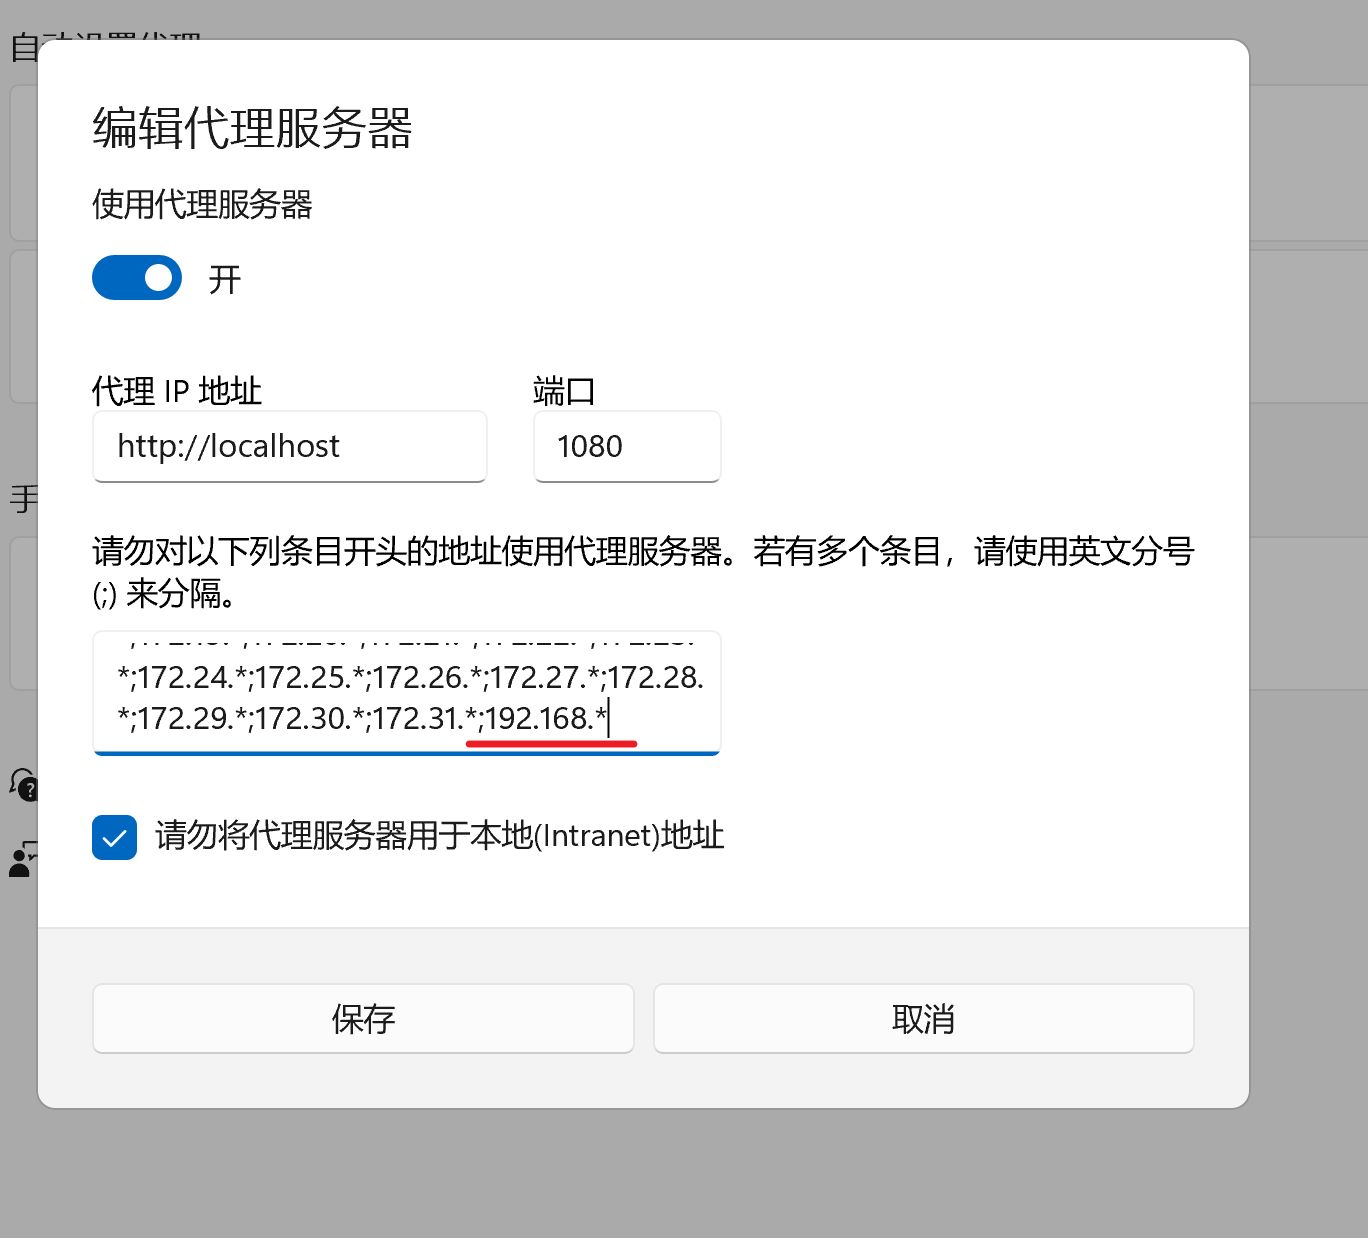 自动设置代理
编辑代理服务器
使用代理服务器
开
代理 IP 地址
端口
http://localhost
1080
请勿对以下列条目开头的地址使用代理服务器。若有多个条目，请使用英文分号
(;) 来分隔。
*;172.24.*;172.25.*;172.26.*;172.27.*;172.28.
*;172.29.*;172.30.*;172.31.*;192.168.*
手
请勿将代理服务器用于本地(Intranet)地址
保存
取消